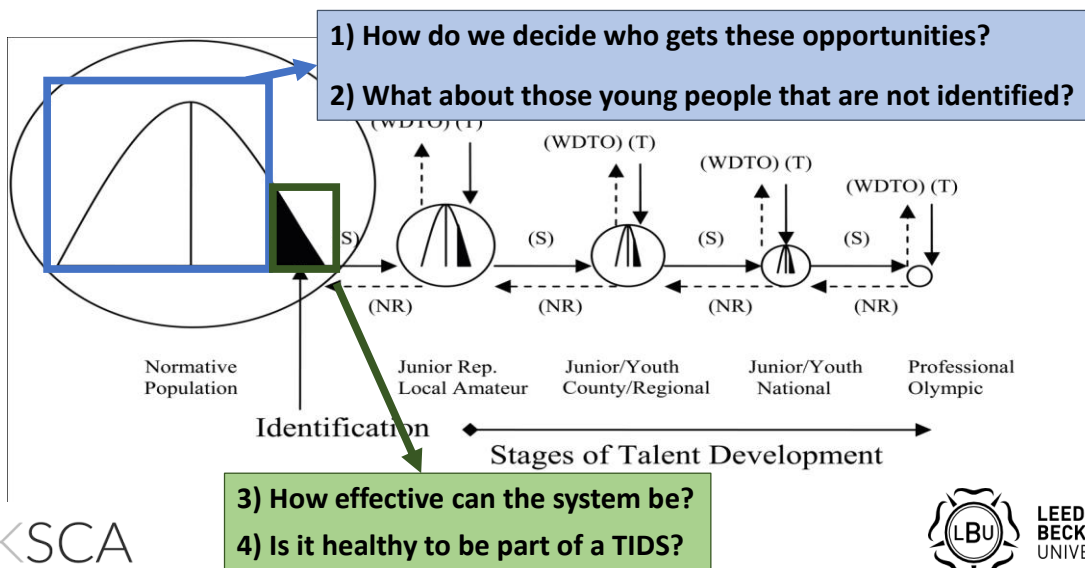 1) How do we decide who gets these opportunities?
2) What about those young people that are not identified?
(WDTO) (T)
(WDTO) (T)
(WDTO) (T)
(WDTO) (T)
(S)
(S)
(S)
(S)
(NR)
(NR)
(NR)
(NR)
Normative
Population
Junior Rep.
Local Amateur
Junior/Youth
County/Regional
Junior/Youth
National
Professional
Olympic
Identification
Stages of Talent Development
3) How effective can the system be?
4) Is it healthy to be part of a TIDS?
SCA
LBU
LEED
BECK
UNIVE